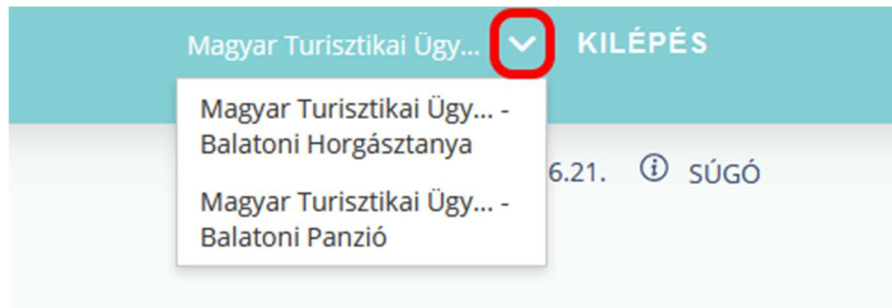 Magyar Turisztikai Ügy... KILÉPÉS
Magyar Turisztikai Ügy... -
Balatoni Horgásztanya
6.21. SÚGÓ
Magyar Turisztikai Ügy... -
Balatoni Panzió